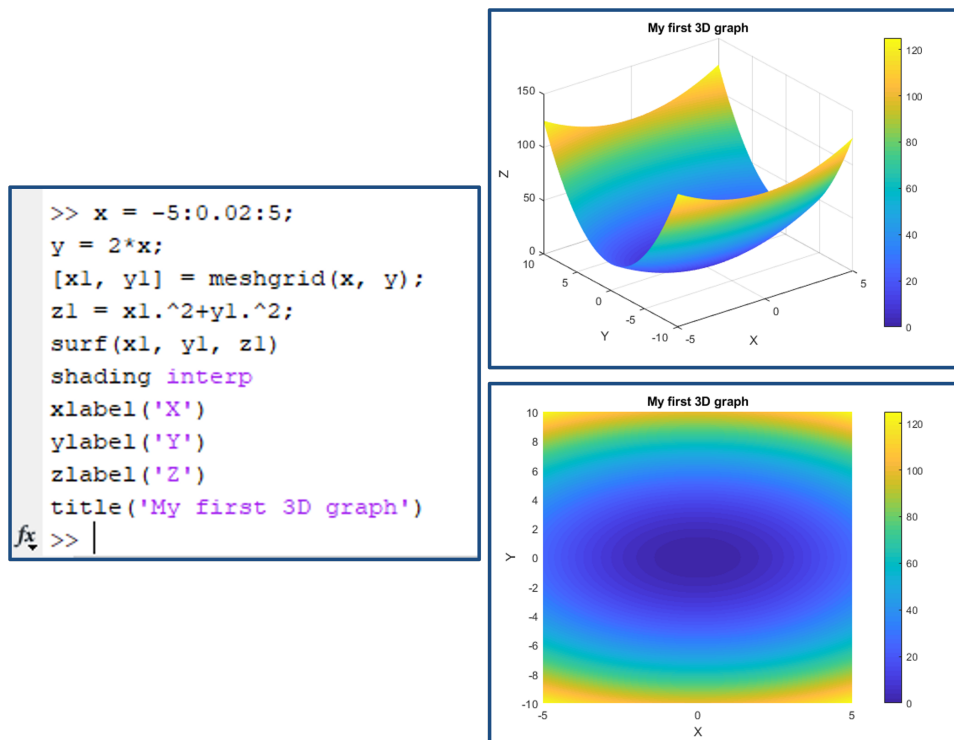 >> x = -5:0.02:5;
y = 2*x;
[x1, y1] = meshgrid(x, y);
z1 = x1.^2+y1.^2;
surf(x1, y1, z1)
shading interp
xlabel('X')
ylabel('Y')
zlabel('Z')
title('My first 3D graph')
fx >>
My first 3D graph
150
100
50
0
Z
10
5
0
-5
-10
Y
-5
0
5
X
120
100
80
60
40
20
0
My first 3D graph
10
8
6
4
2
0
-2
-4
-6
-8
-10
Y
-5
0
5
X
120
100
80
60
40
20
0